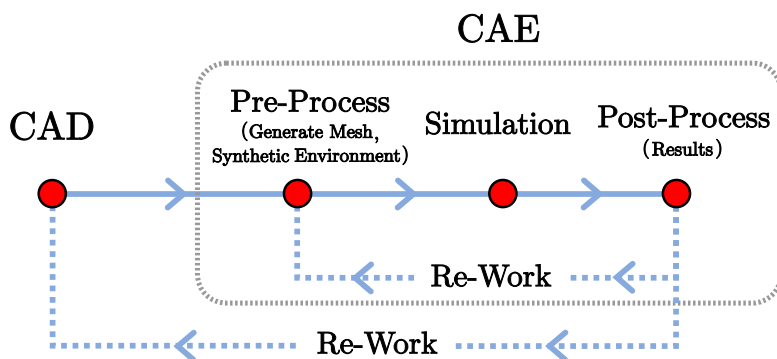 CAE
CAD
Pre-Process
(Generate Mesh,
Synthetic Environment)
Simulation
Post-Process
(Results)
Re-Work
Re-Work